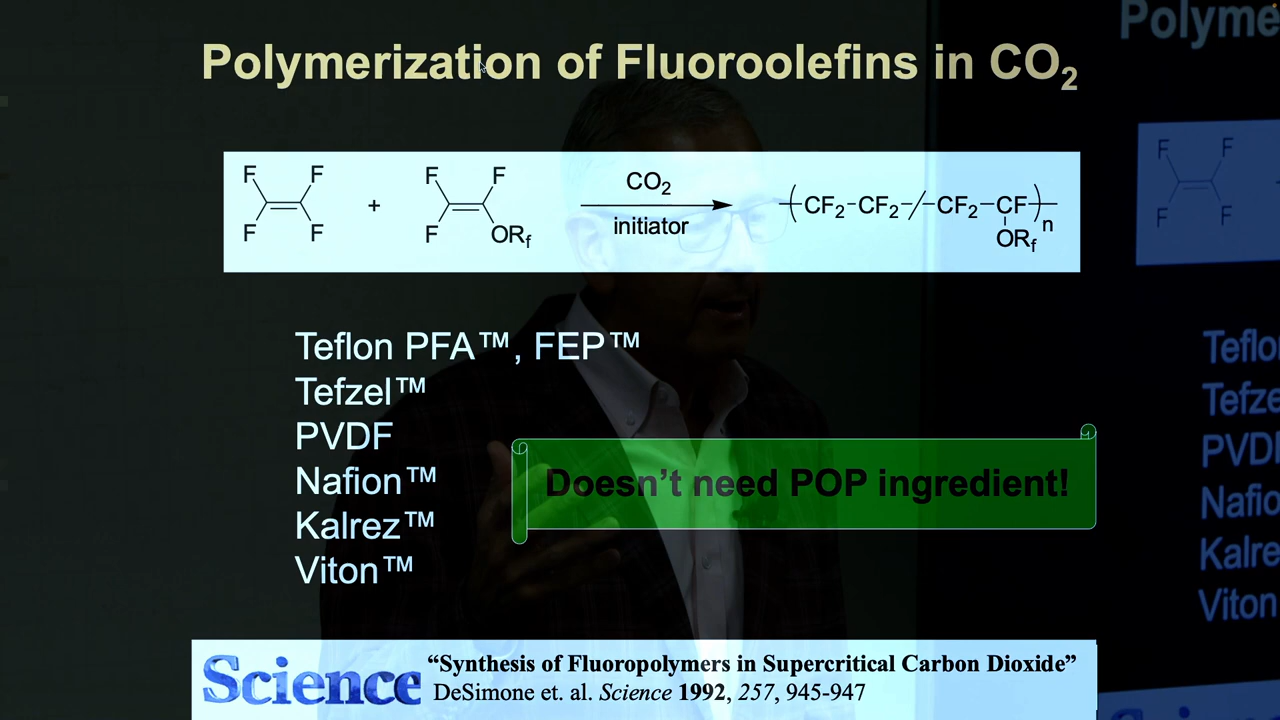 Polymerization of Fluoroolefins in CO2
Polyme
F F F F CO2
+ initiator
F F F ORf
(CF2-CF2-/-CF2-CF)n
ORf
F F
F F
Teflon PFA™, FEP™
Tefzel™
PVDF
Nafion™
Kalrez™
Viton™
Doesn't need POP ingredient!
Teflo
Tefze
PVDF
Nafio
Kalre
Viton
Science
“Synthesis of Fluoropolymers in Supercritical Carbon Dioxide”
DeSimone et. al. Science 1992, 257, 945-947